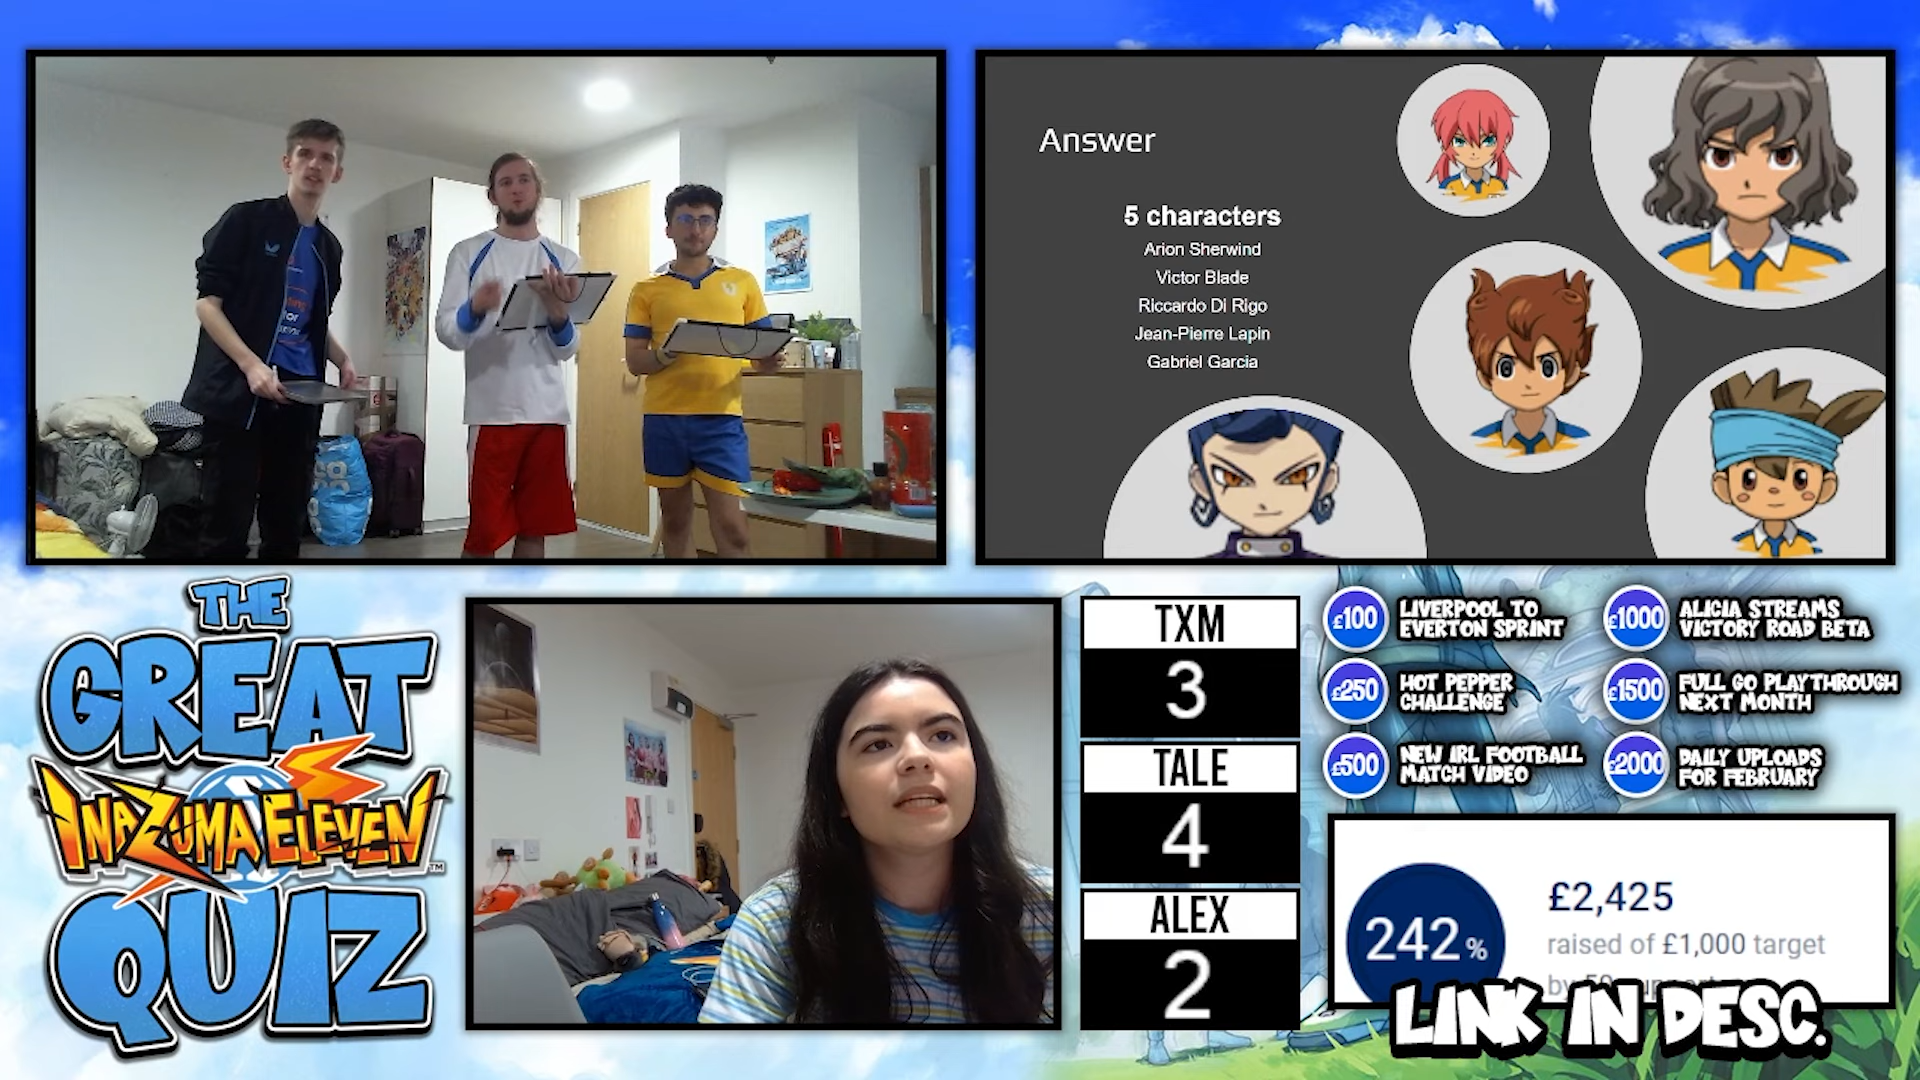 Answer
5 characters
Arion Sherwind
Victor Blade
Riccardo Di Rigo
Jean-Pierre Lapin
Gabriel Garcia
THE
GREAT
INAZUMA ELEVEN
TM
QUIZ
TXM
3
TALE
4
ALEX
2
£100
LIVERPOOL TO
EVERTON SPRINT
£250
HOT PEPPER
CHALLENGE
£500
NEW IRL FOOTBALL
MATCH VIDEO
£1000
ALICIA STREAMS
VICTORY ROAD BETA
£1500
FULL GO PLAYTHROUGH
NEXT MONTH
£2000
DAILY UPLOADS
FOR FEBRUARY
242%
£2,425
raised of £1,000 target
by
LINK IN DESC.